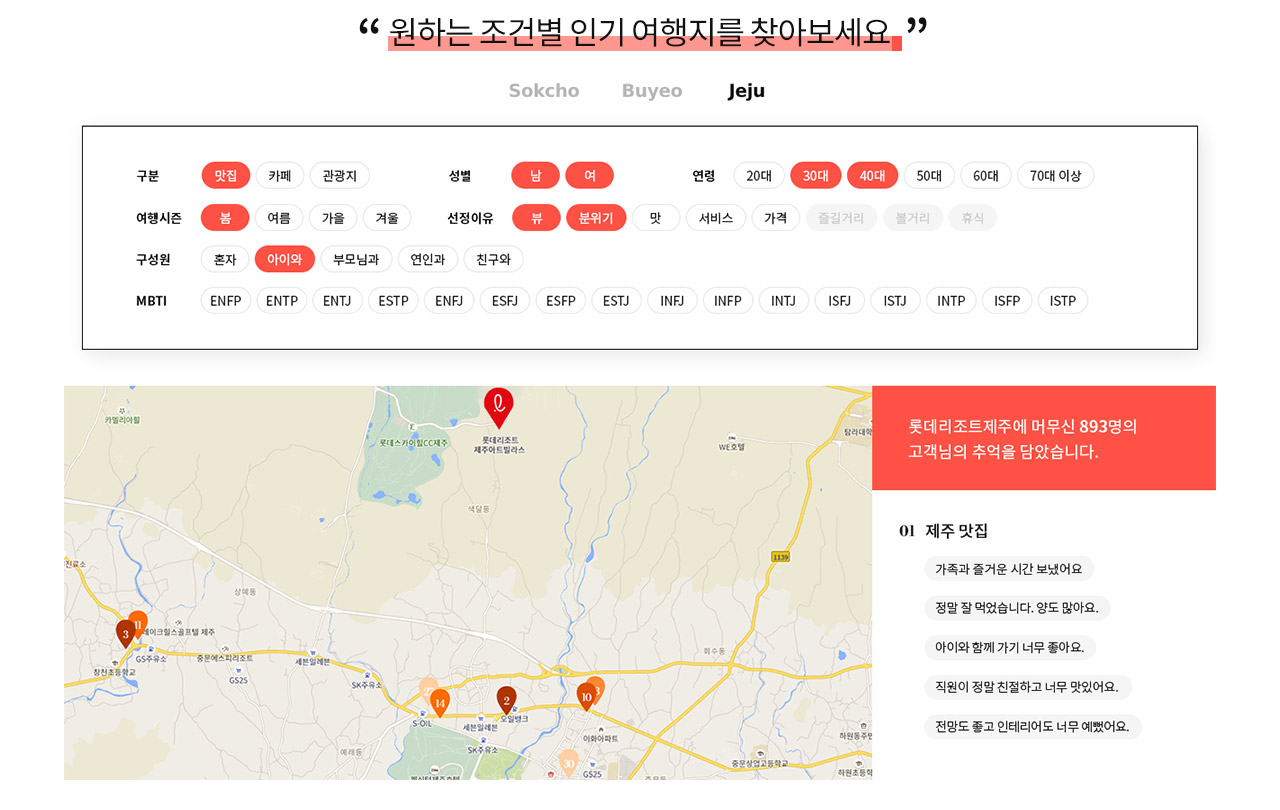 “ 원하는 조건별 인기 여행지를 찾아보세요 ”
Sokcho Buyeo Jeju
구분 맛집 카페 관광지 성별 남 여 연령 20대 30대 40대 50대 60대 70대 이상
여행시즌 봄 여름 가을 겨울 선정이유 뷰 분위기 맛 서비스 가격 즐길거리 볼거리 휴식
구성원 혼자 아이와 부모님과 연인과 친구와
MBTI ENFP ENTP ENTJ ESTP ENFJ ESFJ ESFP ESTJ INFJ INFP INTJ ISFJ ISTJ INTP ISFP ISTP
카멜리아힐
롯데스카이힐CC제주
롯데리조트
제주아트빌라스
WE호텔
탐라대학
색달동
1139
진료소
상예동
11
3
레이크힐스골프텔 제주
GS주유소
창천초등학교
중문에스피리조트
GS25
세븐일레븐
SK주유소
회수동
14
2
10
S-OIL
세븐일레븐
오일뱅크
SK주유소
이화아파트
예래동
30
GS25
중문상업고등학교
하원동주민
하원초등학
롯데리조트제주에 머무신 893명의
고객님의 추억을 담았습니다.
01 제주 맛집
가족과 즐거운 시간 보냈어요
정말 잘 먹었습니다. 양도 많아요.
아이와 함께 가기 너무 좋아요.
직원이 정말 친절하고 너무 맛있어요.
전망도 좋고 인테리어도 너무 예뻤어요.